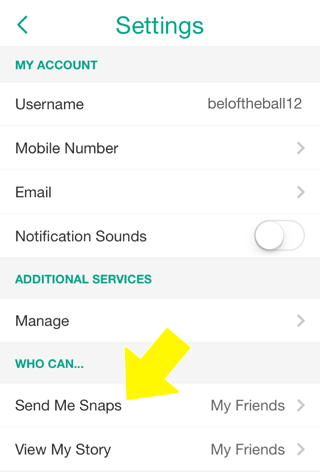 Settings
MY ACCOUNT
Username beloftheball12
Mobile Number
Email
Notification Sounds
ADDITIONAL SERVICES
Manage
WHO CAN...
Send Me Snaps My Friends
View My Story My Friends